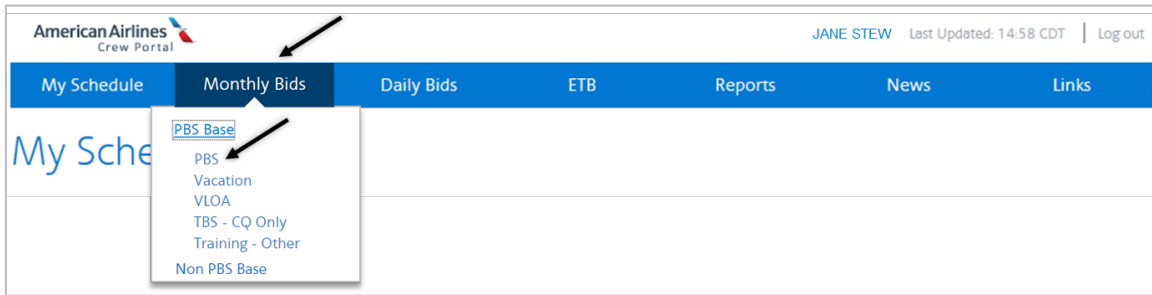 American Airlines
Crew Portal
JANE STEW Last Updated: 14:58 CDT Log out
My Schedule Monthly Bids Daily Bids ETB Reports News Links
PBS Base
My Sche
PBS
Vacation
VLOA
TBS - CQ Only
Training - Other
Non PBS Base